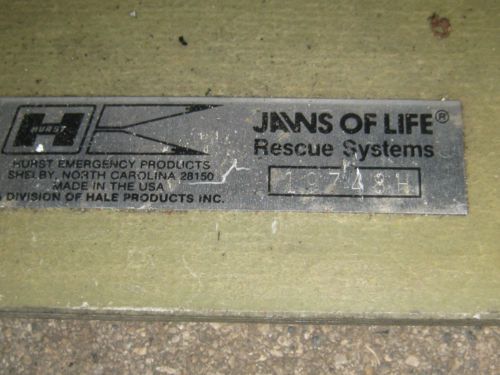 H
HURST
HURST EMERGENCY PRODUCTS
SHELBY, NORTH CAROLINA 28150
MADE IN THE USA
A DIVISION OF HALE PRODUCTS INC.
JAWS OF LIFE®
Rescue Systems
19748H